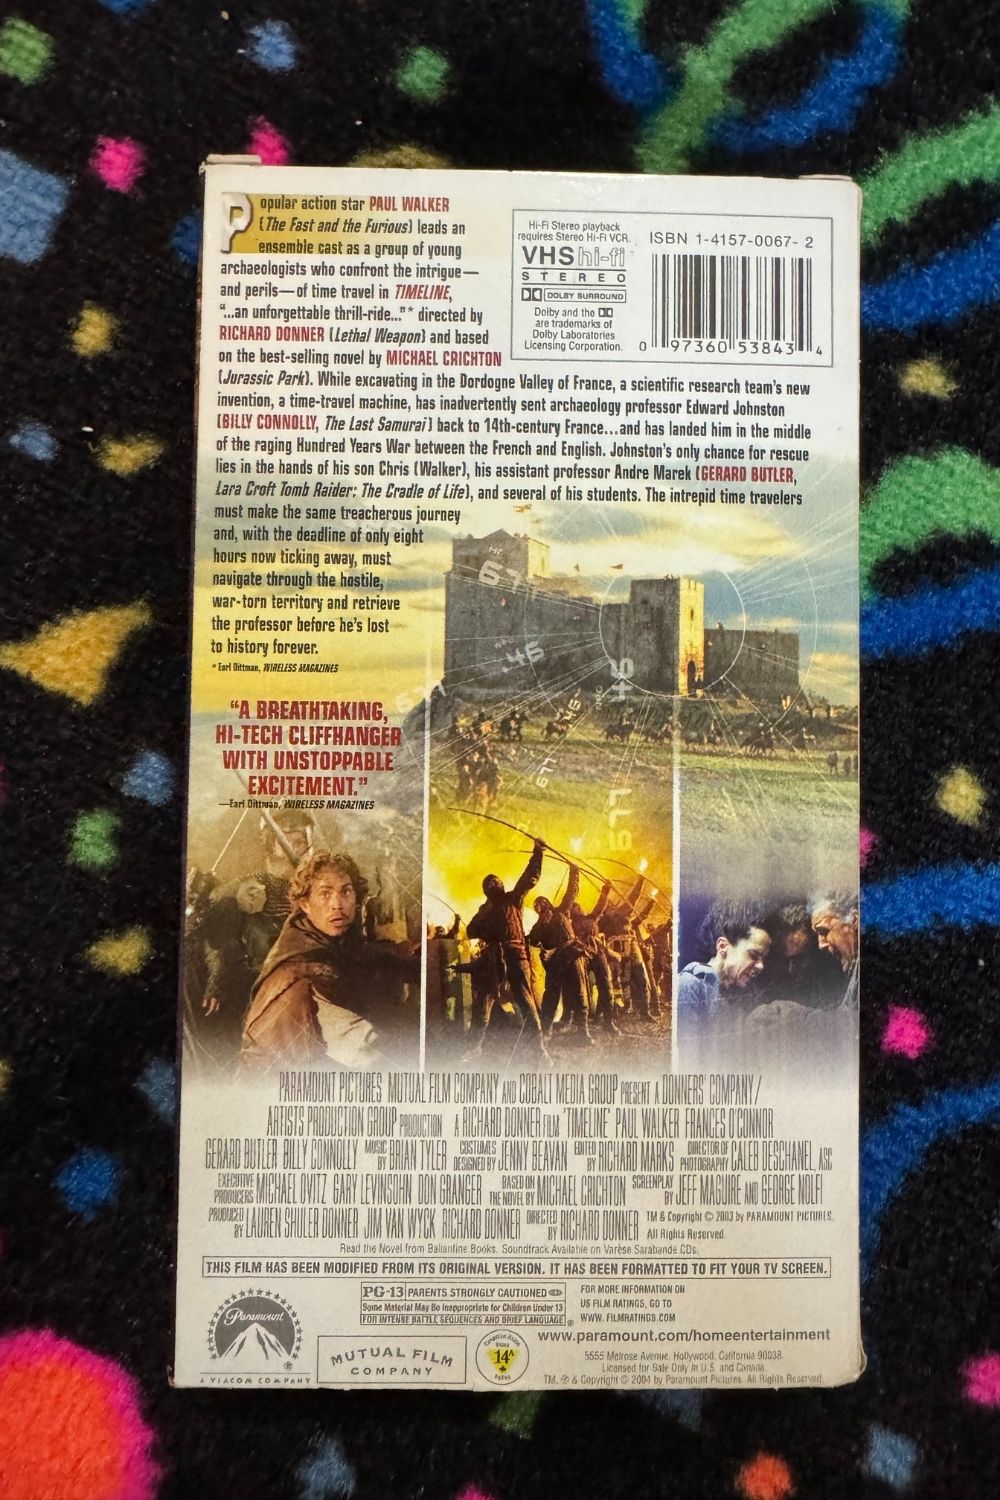 Popular action star PAUL WALKER
(The Fast and the Furious) leads an
ensemble cast as a group of young
archaeologists who confront the intrigue—
and perils—of time travel in TIMELINE,
"...an unforgettable thrill-ride..."* directed by
RICHARD DONNER (Lethal Weapon) and based
on the best-selling novel by MICHAEL CRICHTON
(Jurassic Park). While excavating in the Dordogne Valley of France, a scientific research team's new
invention, a time-travel machine, has inadvertently sent archaeology professor Edward Johnston
(BILLY CONNOLLY, The Last Samurai) back to 14th-century France...and has landed him in the middle
of the raging Hundred Years War between the French and English. Johnston's only chance for rescue
lies in the hands of his son Chris (Walker), his assistant professor Andre Marek (GERARD BUTLER,
Lara Croft Tomb Raider: The Cradle of Life), and several of his students. The intrepid time travelers
must make the same treacherous journey
and, with the deadline of only eight
hours now ticking away, must
navigate through the hostile,
war-torn territory and retrieve
the professor before he's lost
to history forever.
* Earl Dittman, WIRELESS MAGAZINES
Hi-Fi Stereo playback
requires Stereo Hi-Fi VCR.
VHS hi-fi
STEREO
DOLBY SURROUND
Dolby and the
are trademarks of
Dolby Laboratories
Licensing Corporation.
ISBN 1-4157-0067- 2
0 97360 53843 4
"A BREATHTAKING,
HI-TECH CLIFFHANGER
WITH UNSTOPPABLE
EXCITEMENT."
—Earl Dittman, WIRELESS MAGAZINES
PARAMOUNT PICTURES MUTUAL FILM COMPANY AND COBALT MEDIA GROUP PRESENT A DONNERS' COMPANY/
ARTISTS PRODUCTION GROUP PRODUCTION A RICHARD DONNER FILM 'TIMELINE' PAUL WALKER FRANCES O'CONNOR
GERARD BUTLER BILLY CONNOLLY MUSIC BY BRIAN TYLER COSTUMES DESIGNED BY JENNY BEAVAN EDITED BY RICHARD MARKS DIRECTOR OF PHOTOGRAPHY CALEB DESCHANEL, ASC
EXECUTIVE PRODUCERS MICHAEL OVITZ GARY LEVINSOHN DON GRANGER BASED ON THE NOVEL BY MICHAEL CRICHTON SCREENPLAY BY JEFF MAGUIRE AND GEORGE NOLFI
PRODUCED BY LAUREN SHULER DONNER JIM VAN WYCK RICHARD DONNER DIRECTED BY RICHARD DONNER TM & Copyright © 2003 by PARAMOUNT PICTURES.
All Rights Reserved.
Read the Novel from Ballantine Books. Soundtrack Available on Varèse Sarabande CDs.
THIS FILM HAS BEEN MODIFIED FROM ITS ORIGINAL VERSION. IT HAS BEEN FORMATTED TO FIT YOUR TV SCREEN.
Paramount
A VIACOM COMPANY
PG-13 PARENTS STRONGLY CAUTIONED
Some Material May Be Inappropriate for Children Under 13
FOR INTENSE BATTLE SEQUENCES AND BRIEF LANGUAGE
FOR MORE INFORMATION ON
US FILM RATINGS, GO TO
WWW.FILMRATINGS.COM
MUTUAL FILM
COMPANY
14A
www.paramount.com/homeentertainment
5555 Melrose Avenue, Hollywood, California 90038
Licensed for Sale Only in U.S. and Canada.
TM, ® & Copyright © 2004 by Paramount Pictures. All Rights Reserved.